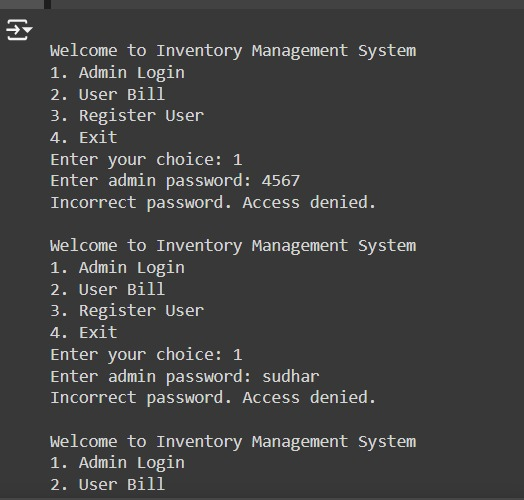 Welcome to Inventory Management System
1. Admin Login
2. User Bill
3. Register User
4. Exit
Enter your choice: 1
Enter admin password: 4567
Incorrect password. Access denied.
Welcome to Inventory Management System
1. Admin Login
2. User Bill
3. Register User
4. Exit
Enter your choice: 1
Enter admin password: sudhar
Incorrect password. Access denied.
Welcome to Inventory Management System
1. Admin Login
2. User Bill